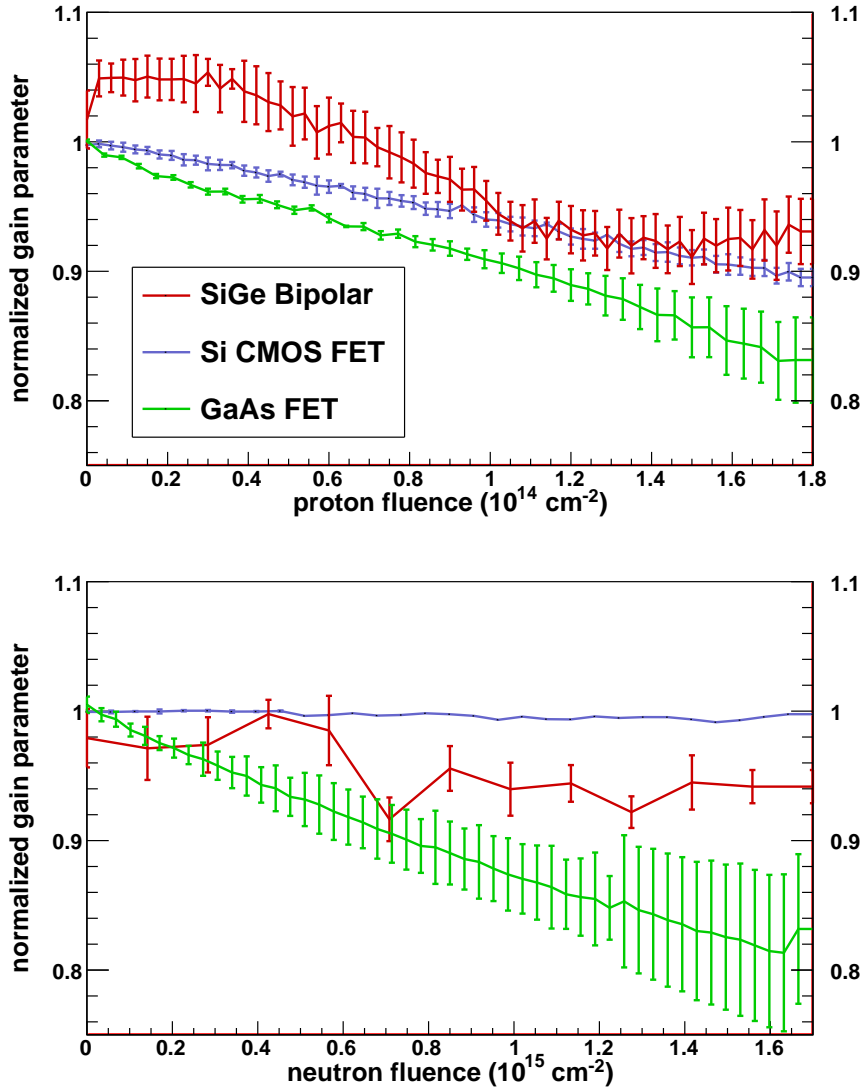 1.1
1.1
1
1
0.9
0.9
0.8
0.8
normalized gain parameter
SiGe Bipolar
Si CMOS FET
GaAs FET
0 0.2 0.4 0.6 0.8 1 1.2 1.4 1.6 1.8
proton fluence (10¹⁴ cm⁻²)
1.1
1.1
1
1
0.9
0.9
0.8
0.8
normalized gain parameter
0 0.2 0.4 0.6 0.8 1 1.2 1.4 1.6
neutron fluence (10¹⁵ cm⁻²)